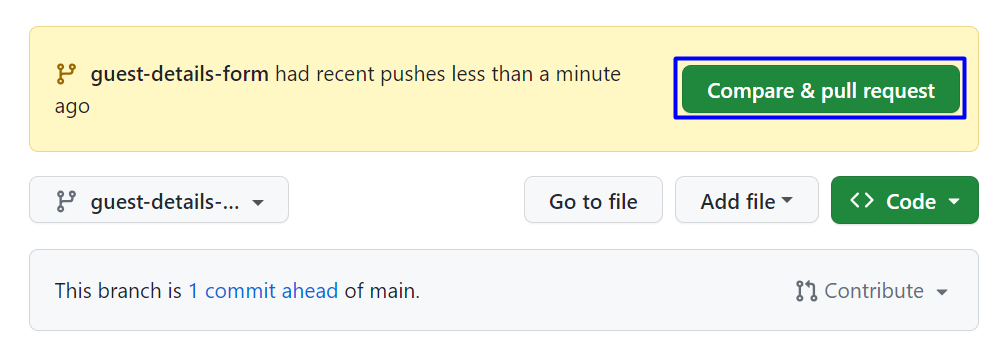 guest-details-form had recent pushes less than a minute
ago
Compare & pull request
guest-details-...
Go to file
Add file
Code
This branch is 1 commit ahead of main.
Contribute